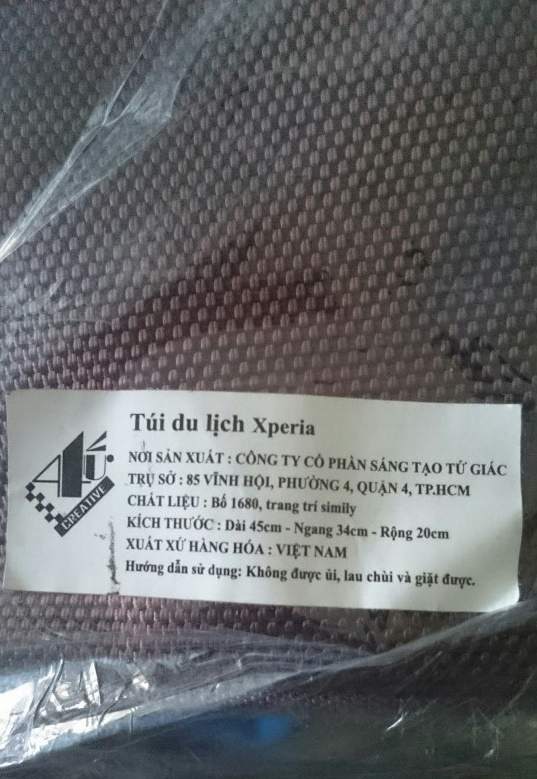 Túi du lịch Xperia
NƠI SẢN XUẤT : CÔNG TY CỔ PHẦN SÁNG TẠO TỨ GIÁC
TRỤ SỞ : 85 VĨNH HỘI, PHƯỜNG 4, QUẬN 4, TP.HCM
CHẤT LIỆU : Bố 1680, trang trí simily
KÍCH THƯỚC : Dài 45cm - Ngang 34cm - Rộng 20cm
XUẤT XỨ HÀNG HÓA : VIỆT NAM
Hướng dẫn sử dụng: Không được ủi, lau chùi và giặt được.
CREATIVE